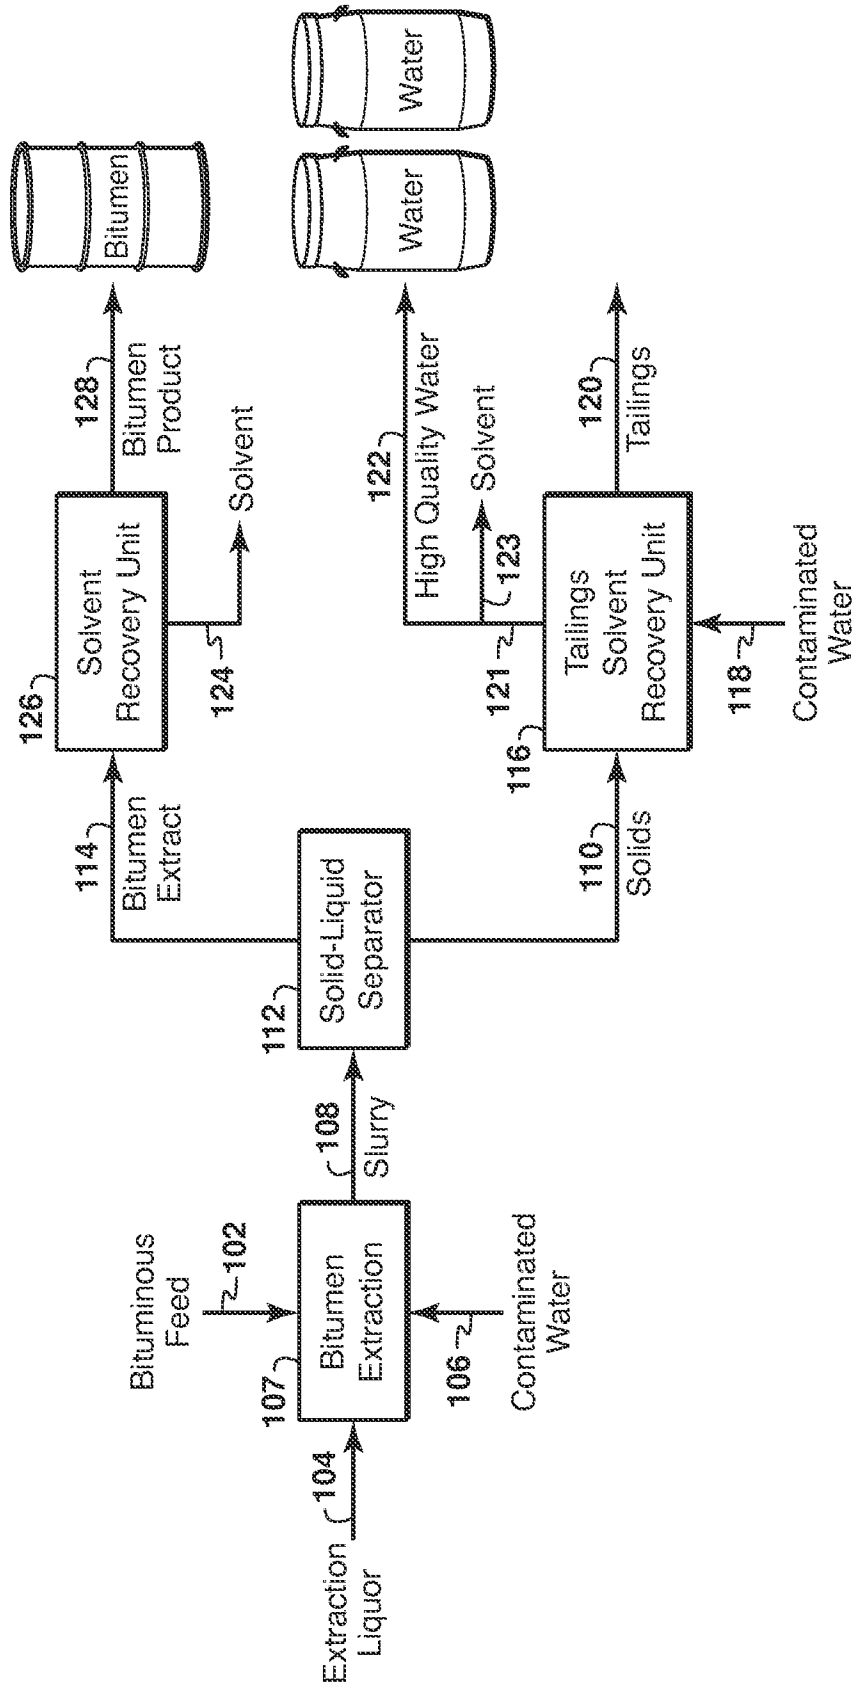 Extraction
Liquor
104
Bituminous
Feed
102
107
Bitumen
Extraction
106
Contaminated
Water
108
Slurry
112
Solid-Liquid
Separator
114
Bitumen
Extract
126
Solvent
Recovery Unit
124
Solvent
128
Bitumen
Product
Bitumen
110
Solids
116
Tailings
Solvent
Recovery Unit
118
Contaminated
Water
121
123
Solvent
122
High Quality Water
Water
Water
120
Tailings